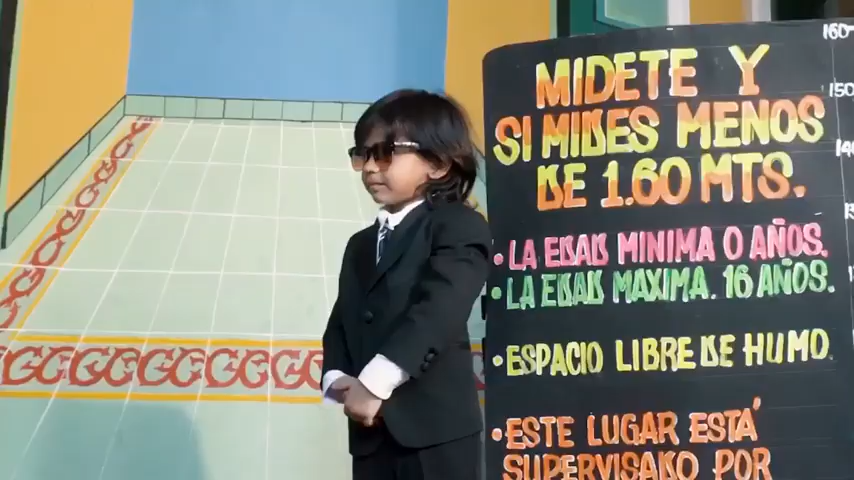 MIDETE Y
SI MIDES MENOS
DE 1.60 MTS.
• LA EDAD MINIMA 0 AÑOS
• LA EDAD MAXIMA. 16 AÑOS.
• ESPACIO LIBRE DE HUMO
• ESTE LUGAR ESTÁ
SUPERVISADO POR
160
150
140